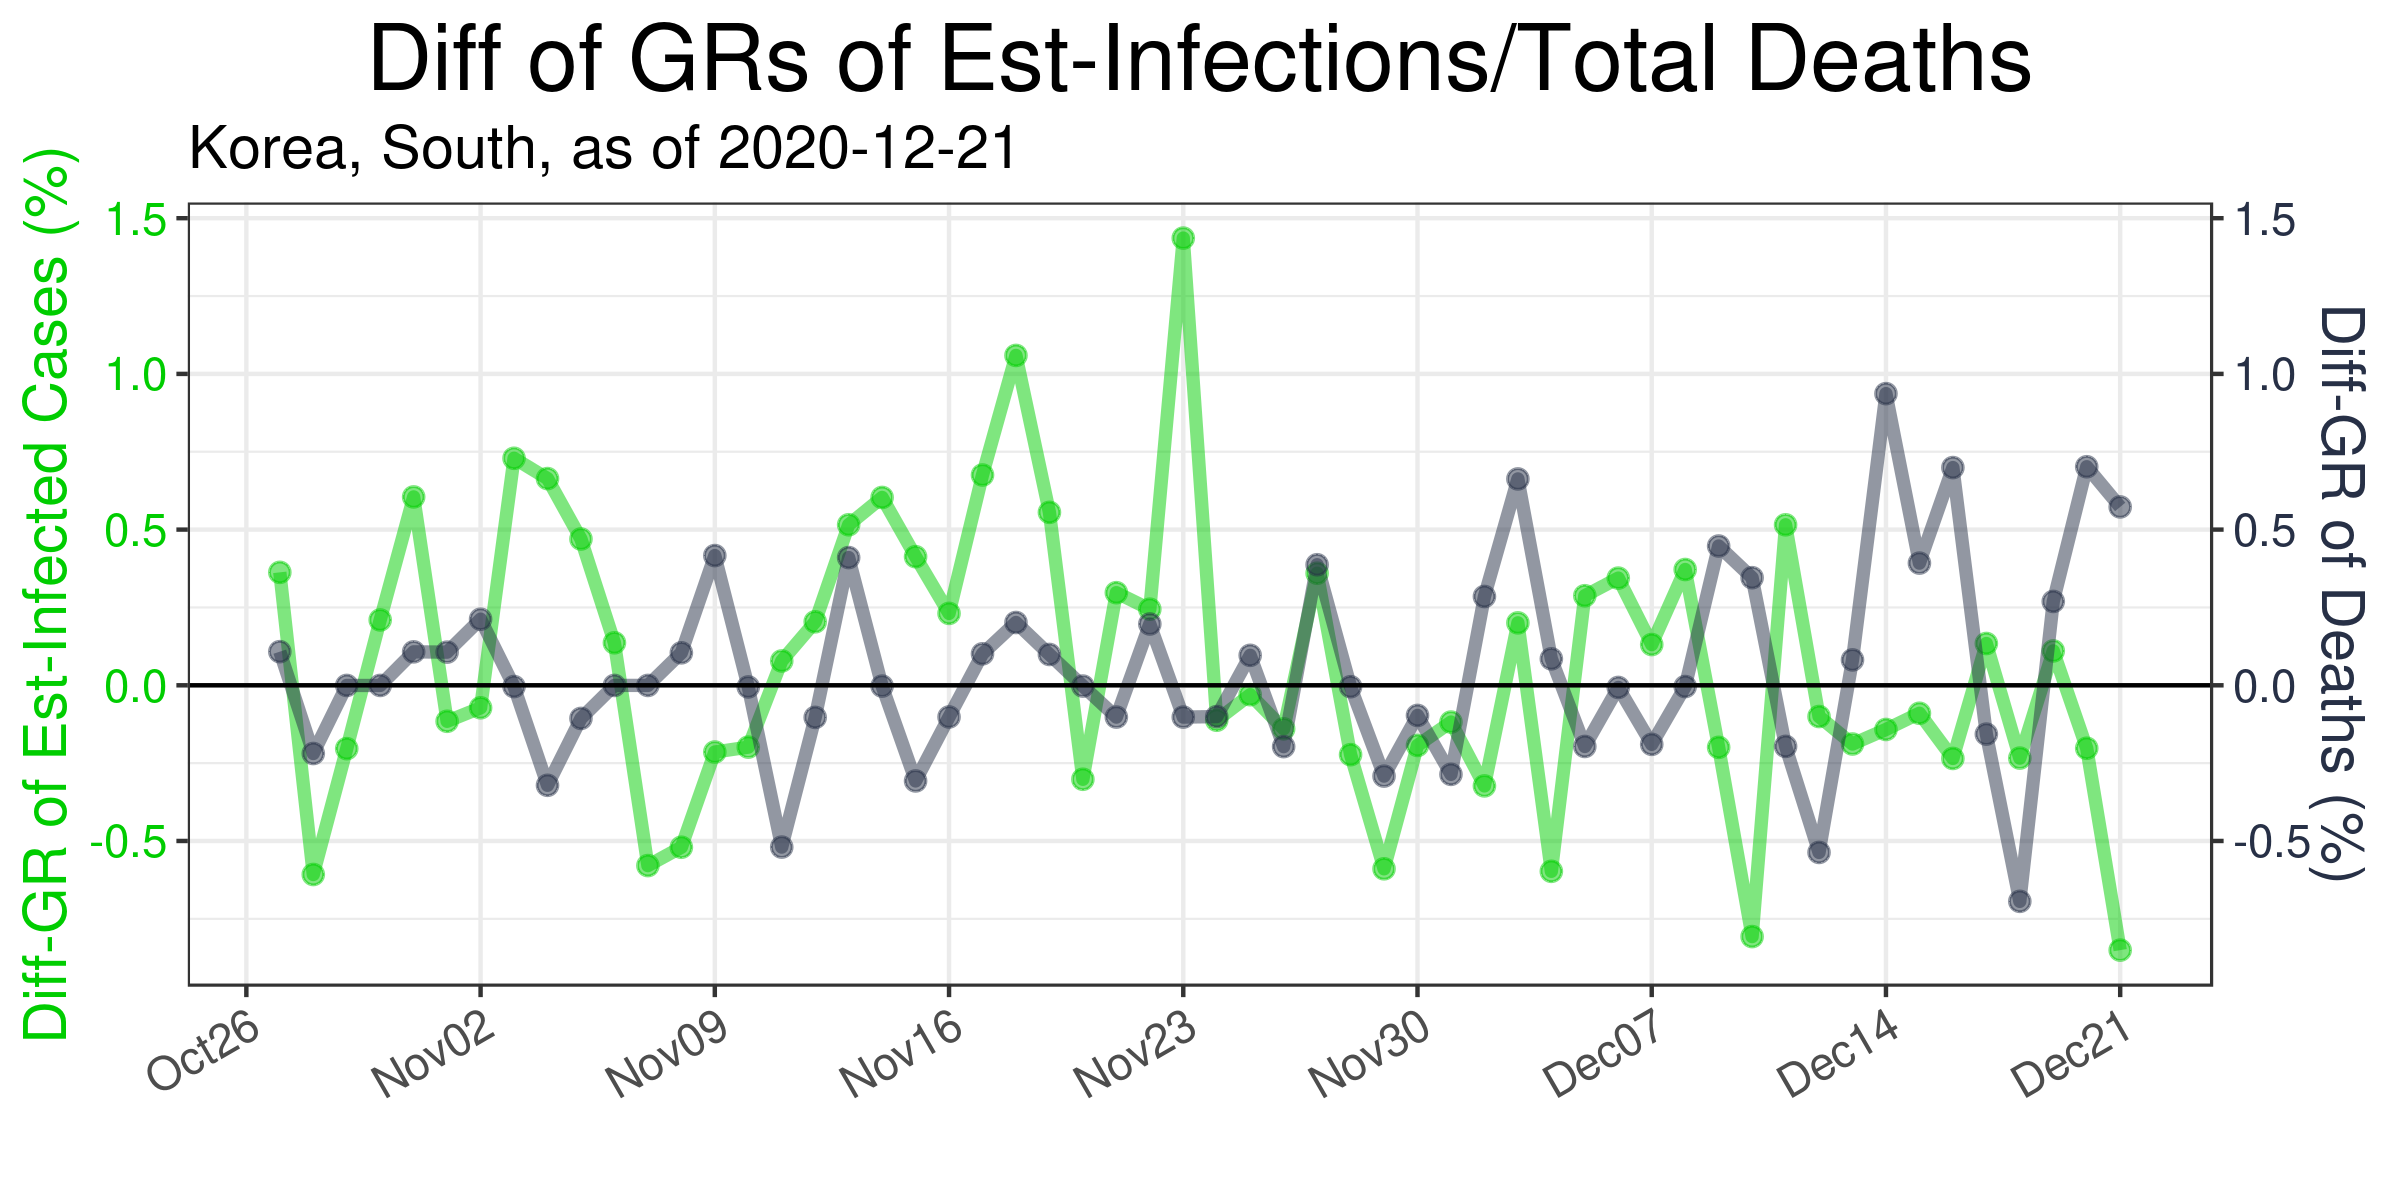 Diff of GRs of Est-Infections/Total Deaths
Korea, South, as of 2020-12-21
Diff-GR of Est-Infected Cases (%)
1.5
1.0
0.5
0.0
-0.5
1.5
1.0
0.5
0.0
-0.5
Diff-GR of Deaths (%)
Oct26
Nov02
Nov09
Nov16
Nov23
Nov30
Dec07
Dec14
Dec21